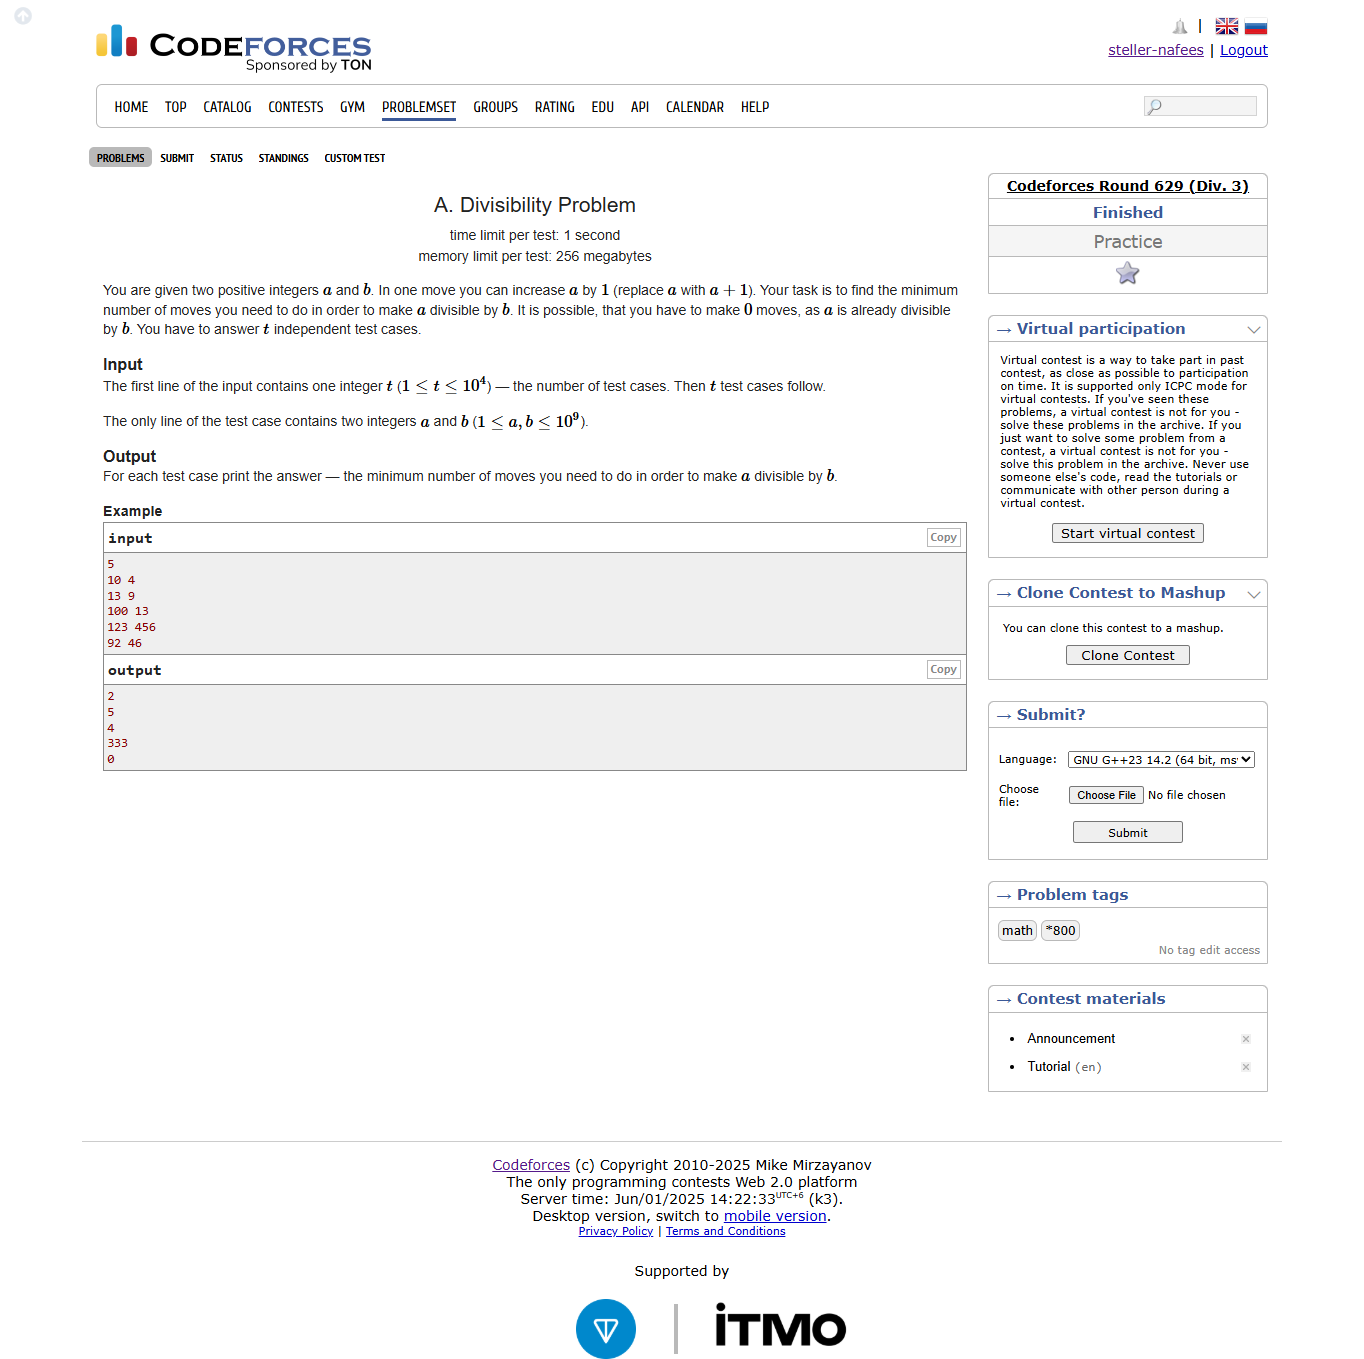 CODEFORCES
Sponsored by TON
|
steller-nafees | Logout
HOME TOP CATALOG CONTESTS GYM PROBLEMSET GROUPS RATING EDU API CALENDAR HELP
PROBLEMS SUBMIT STATUS STANDINGS CUSTOM TEST
A. Divisibility Problem
time limit per test: 1 second
memory limit per test: 256 megabytes
You are given two positive integers a and b. In one move you can increase a by 1 (replace a with a + 1). Your task is to find the minimum
number of moves you need to do in order to make a divisible by b. It is possible, that you have to make 0 moves, as a is already divisible
by b. You have to answer t independent test cases.
Input
The first line of the input contains one integer t (1 ≤ t ≤ 10⁴) — the number of test cases. Then t test cases follow.
The only line of the test case contains two integers a and b (1 ≤ a, b ≤ 10⁹).
Output
For each test case print the answer — the minimum number of moves you need to do in order to make a divisible by b.
Example
input Copy
5
10 4
13 9
100 13
123 456
92 46
output Copy
2
5
4
333
0
Codeforces Round 629 (Div. 3)
Finished
Practice
→ Virtual participation
Virtual contest is a way to take part in past
contest, as close as possible to participation
on time. It is supported only ICPC mode for
virtual contests. If you've seen these
problems, a virtual contest is not for you -
solve these problems in the archive. If you
just want to solve some problem from a
contest, a virtual contest is not for you -
solve this problem in the archive. Never use
someone else's code, read the tutorials or
communicate with other person during a
virtual contest.
Start virtual contest
→ Clone Contest to Mashup
You can clone this contest to a mashup.
Clone Contest
→ Submit?
Language: GNU G++23 14.2 (64 bit, ms
Choose
file: Choose File No file chosen
Submit
→ Problem tags
math *800
No tag edit access
→ Contest materials
• Announcement
• Tutorial (en)
Codeforces (c) Copyright 2010-2025 Mike Mirzayanov
The only programming contests Web 2.0 platform
Server time: Jun/01/2025 14:22:33 UTC+6 (k3).
Desktop version, switch to mobile version.
Privacy Policy | Terms and Conditions
Supported by
iTMO